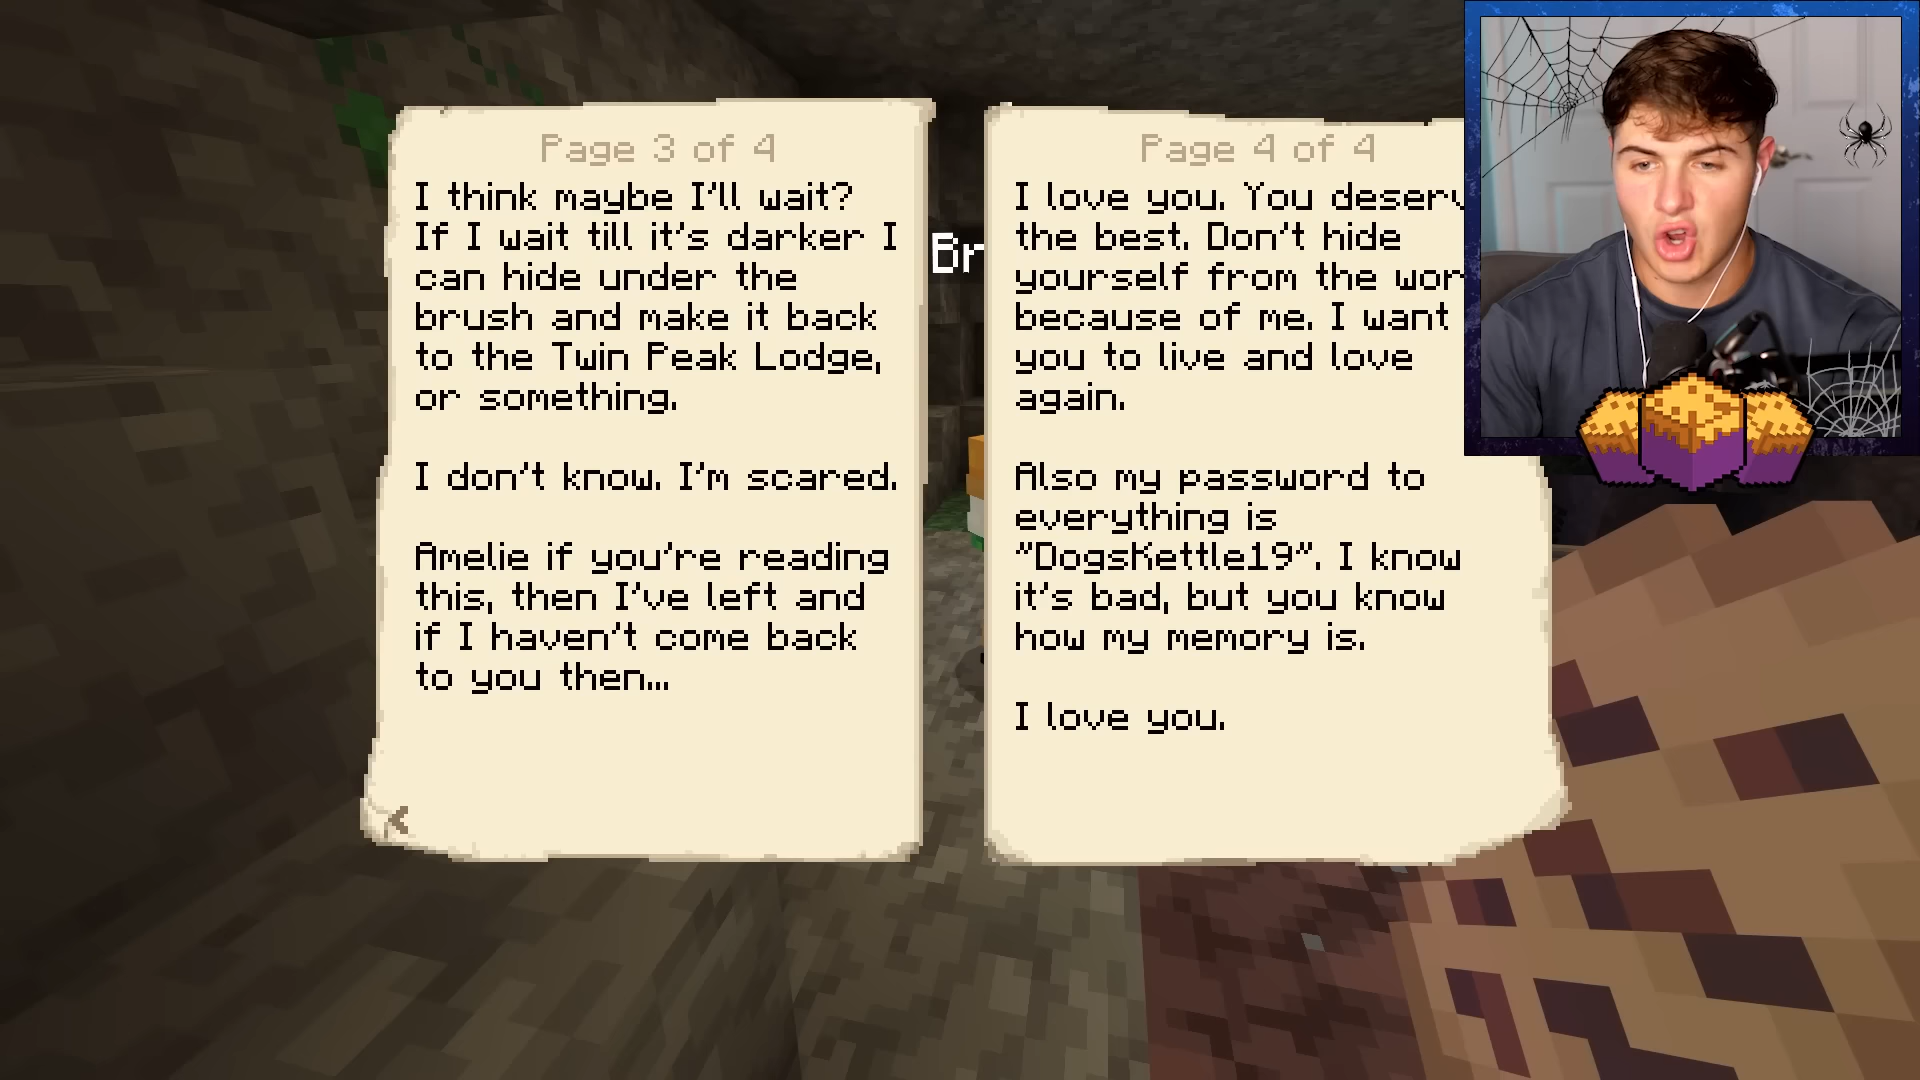 Page 3 of 4
I think maybe I'll wait?
If I wait till it's darker I
can hide under the
brush and make it back
to the Twin Peak Lodge,
or something.
I don't know. I'm scared.
Amelie if you're reading
this, then I've left and
if I haven't come back
to you then...
Br
Page 4 of 4
I love you. You
the best. Don't hide
yourself from the
because of me. I want
you to live and love
again.
Also my password to
everything is
"DogsKettle19". I know
it's bad, but you know
how my memory is.
I love you.